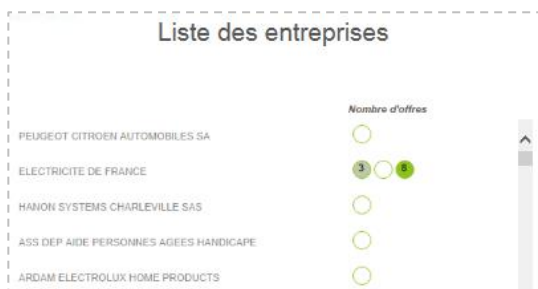 Liste des entreprises
Nombre d'offres
PEUGEOT CITROEN AUTOMOBILES SA
ELECTRICITE DE FRANCE 3 8
HANON SYSTEMS CHARLEVILLE SAS
ASS DEP AIDE PERSONNES AGEES HANDICAPE
ARDAM ELECTROLUX HOME PRODUCTS